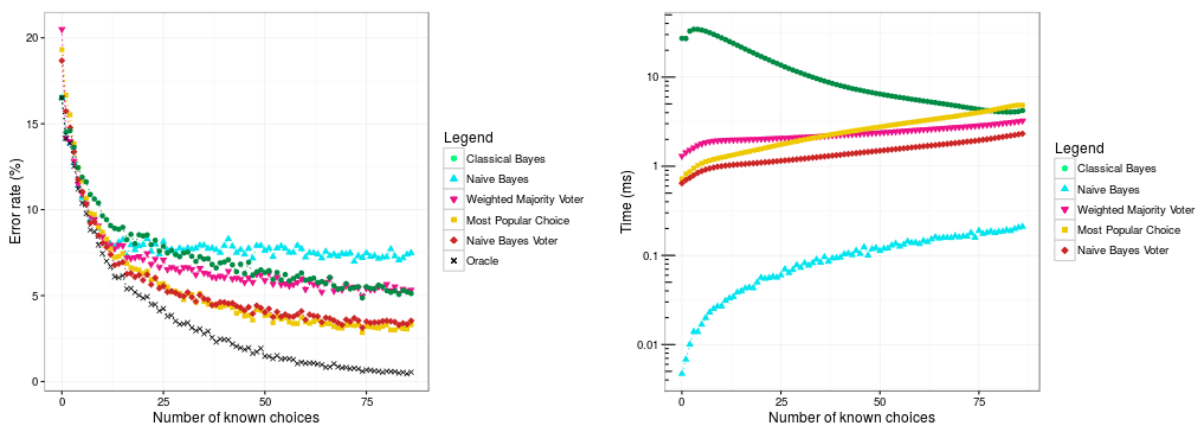 20
15
10
5
0
Error rate (%)
0
25
50
75
Number of known choices
Legend
Classical Bayes
Naive Bayes
Weighted Majority Voter
Most Popular Choice
Naive Bayes Voter
Oracle
10
1
0.1
0.01
Time (ms)
0
25
50
75
Number of known choices
Legend
Classical Bayes
Naive Bayes
Weighted Majority Voter
Most Popular Choice
Naive Bayes Voter